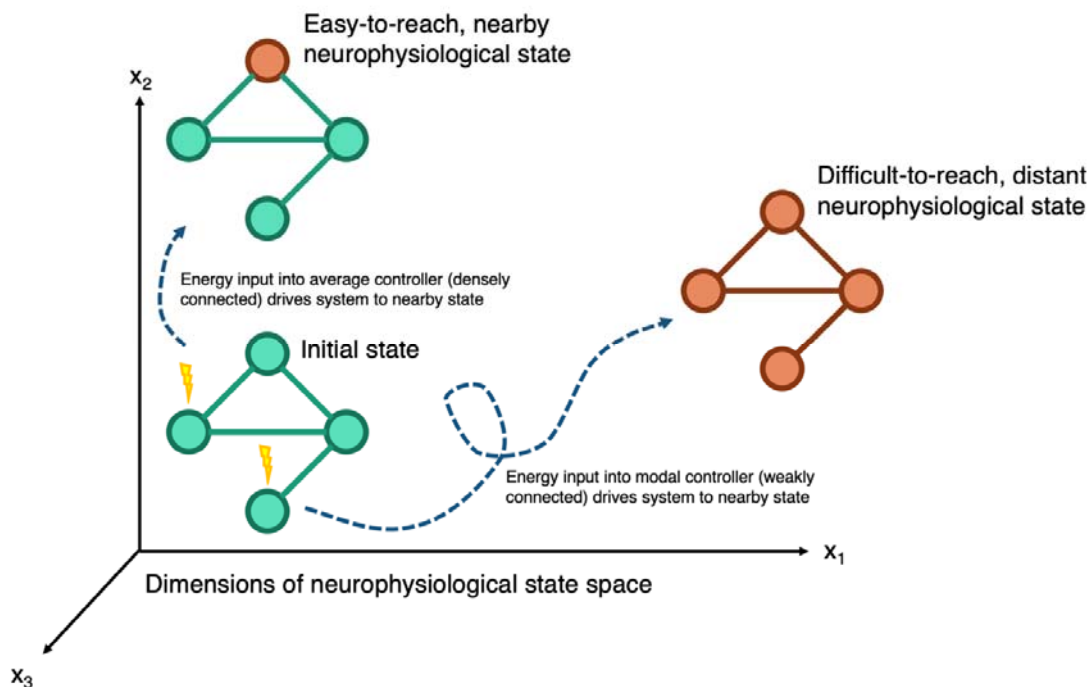 Easy-to-reach, nearby
neurophysiological state
x2
Difficult-to-reach, distant
neurophysiological state
Energy input into average controller (densely
connected) drives system to nearby state
Initial state
Energy input into modal controller (weakly
connected) drives system to nearby state
x1
Dimensions of neurophysiological state space
x3